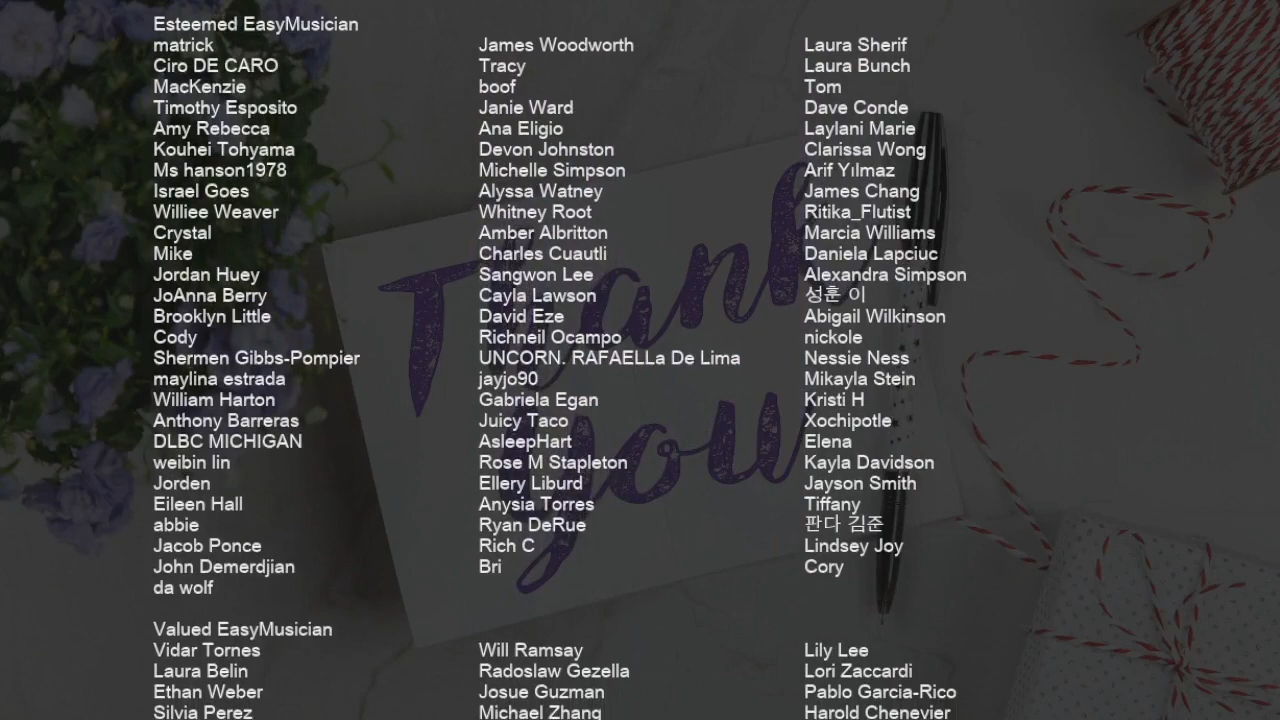 Esteemed EasyMusician
matrick James Woodworth Laura Sherif
Ciro DE CARO Tracy Laura Bunch
MacKenzie boof Tom
Timothy Esposito Janie Ward Dave Conde
Amy Rebecca Ana Eligio Laylani Marie
Kouhei Tohyama Devon Johnston Clarissa Wong
Ms hanson1978 Michelle Simpson Arif Yılmaz
Israel Goes Alyssa Watney James Chang
Williee Weaver Whitney Root Ritika_Flutist
Crystal Amber Albritton Marcia Williams
Mike Charles Cuautli Daniela Lapciuc
Jordan Huey Sangwon Lee Alexandra Simpson
JoAnna Berry Cayla Lawson 성훈 이
Brooklyn Little David Eze Abigail Wilkinson
Cody Richneil Ocampo nickole
Shermen Gibbs-Pompier UNCORN. RAFAELLa De Lima Nessie Ness
maylina estrada jayjo90 Mikayla Stein
William Harton Gabriela Egan Kristi H
Anthony Barreras Juicy Taco Xochipotle
DLBC MICHIGAN AsleepHart Elena
weibin lin Rose M Stapleton Kayla Davidson
Jorden Ellery Liburd Jayson Smith
Eileen Hall Anysia Torres Tiffany
abbie Ryan DeRue 판다 김준
Jacob Ponce Rich C Lindsey Joy
John Demerdjian Bri Cory
da wolf
Valued EasyMusician
Vidar Tornes Will Ramsay Lily Lee
Laura Belin Radoslaw Gezella Lori Zaccardi
Ethan Weber Josue Guzman Pablo Garcia-Rico
Silvia Perez Michael Zhang Harold Chenevier
Thank
you